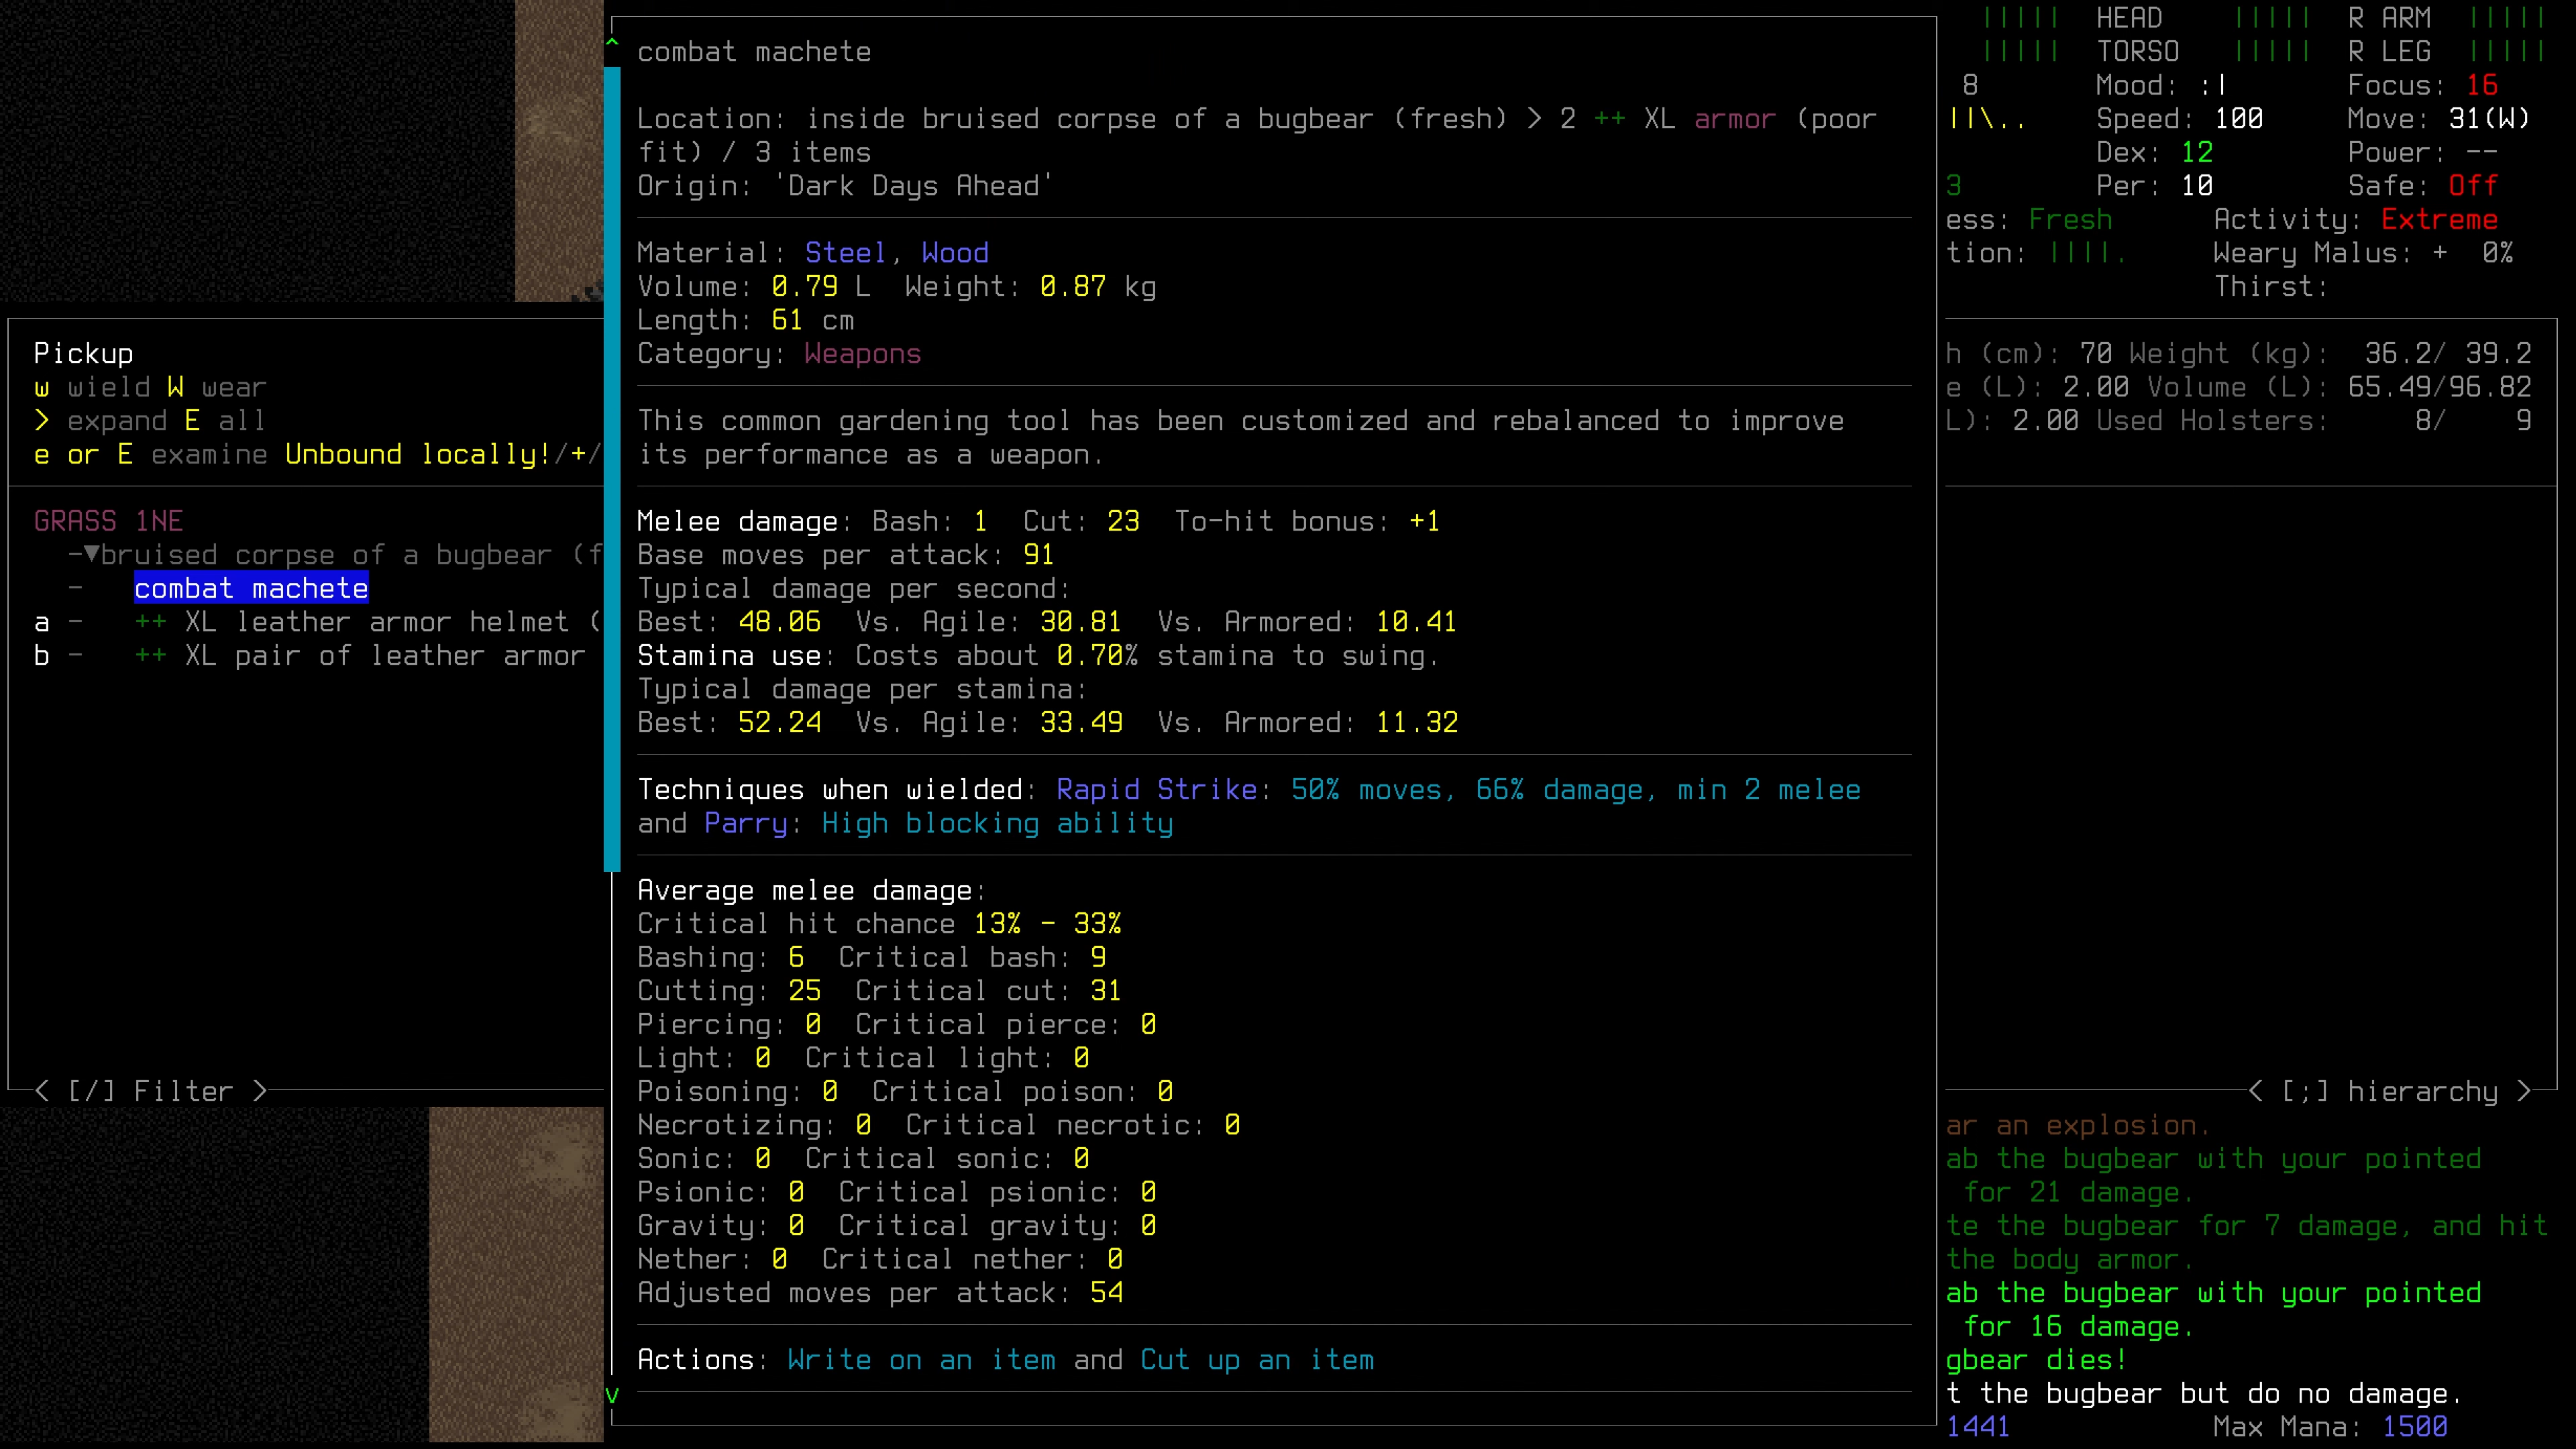 combat machete
Location: inside bruised corpse of a bugbear (fresh) > 2 ++ XL armor (poor
fit) / 3 items
Origin: 'Dark Days Ahead'
Material: Steel, Wood
Volume: 0.79 L  Weight: 0.87 kg
Length: 61 cm
Category: Weapons
This common gardening tool has been customized and rebalanced to improve
its performance as a weapon.
Melee damage: Bash: 1  Cut: 23  To-hit bonus: +1
Base moves per attack: 91
Typical damage per second:
Best: 48.06  Vs. Agile: 30.81  Vs. Armored: 10.41
Stamina use: Costs about 0.70% stamina to swing.
Typical damage per stamina:
Best: 52.24  Vs. Agile: 33.49  Vs. Armored: 11.32
Techniques when wielded: Rapid Strike: 50% moves, 66% damage, min 2 melee
and Parry: High blocking ability
Average melee damage:
Critical hit chance 13% - 33%
Bashing: 6  Critical bash: 9
Cutting: 25  Critical cut: 31
Piercing: 0  Critical pierce: 0
Light: 0  Critical light: 0
Poisoning: 0  Critical poison: 0
Necrotizing: 0  Critical necrotic: 0
Sonic: 0  Critical sonic: 0
Psionic: 0  Critical psionic: 0
Gravity: 0  Critical gravity: 0
Nether: 0  Critical nether: 0
Adjusted moves per attack: 54
Actions: Write on an item and Cut up an item
Pickup
w wield W wear
> expand E all
e or E examine Unbound locally!/+/
GRASS 1NE
-▼bruised corpse of a bugbear (f
- combat machete
a - ++ XL leather armor helmet (
b - ++ XL pair of leather armor
< [/] Filter >
||||| HEAD ||||| R ARM |||||
||||| TORSO ||||| R LEG |||||
8 Mood: :| Focus: 16
||\.. Speed: 100 Move: 31(W)
Dex: 12 Power: --
3 Per: 10 Safe: Off
ess: Fresh Activity: Extreme
tion: ||||. Weary Malus: + 0%
Thirst:
h (cm): 70 Weight (kg): 36.2/ 39.2
e (L): 2.00 Volume (L): 65.49/96.82
L): 2.00 Used Holsters: 8/ 9
< [;] hierarchy >
ar an explosion.
ab the bugbear with your pointed
for 21 damage.
te the bugbear for 7 damage, and hit
the body armor.
ab the bugbear with your pointed
for 16 damage.
gbear dies!
t the bugbear but do no damage.
1441 Max Mana: 1500